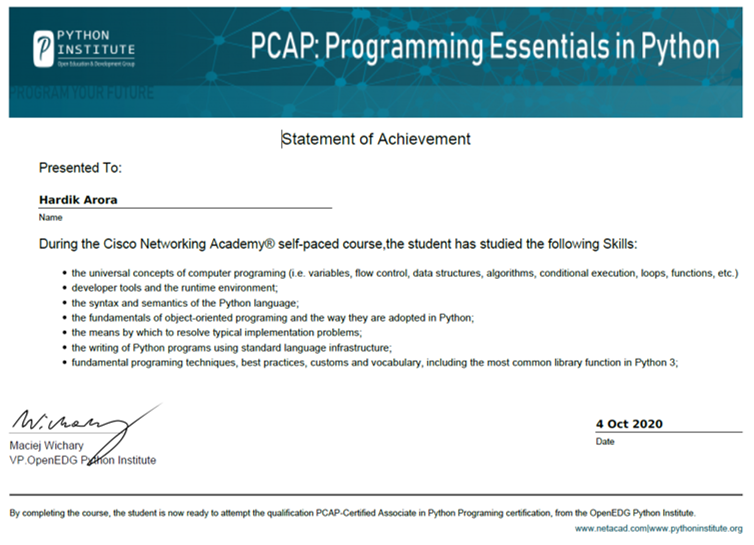 PYTHON
INSTITUTE
Open Education & Development Group
PCAP: Programming Essentials in Python
PROGRAM YOUR FUTURE
Statement of Achievement
Presented To:
Hardik Arora
Name
During the Cisco Networking Academy® self-paced course,the student has studied the following Skills:
• the universal concepts of computer programing (i.e. variables, flow control, data structures, algorithms, conditional execution, loops, functions, etc.)
• developer tools and the runtime environment;
• the syntax and semantics of the Python language;
• the fundamentals of object-oriented programing and the way they are adopted in Python;
• the means by which to resolve typical implementation problems;
• the writing of Python programs using standard language infrastructure;
• fundamental programing techniques, best practices, customs and vocabulary, including the most common library function in Python 3;
Wichary
Maciej Wichary
VP.OpenEDG Python Institute
4 Oct 2020
Date
By completing the course, the student is now ready to attempt the qualification PCAP-Certified Associate in Python Programing certification, from the OpenEDG Python Institute.
www.netacad.com|www.pythoninstitute.org